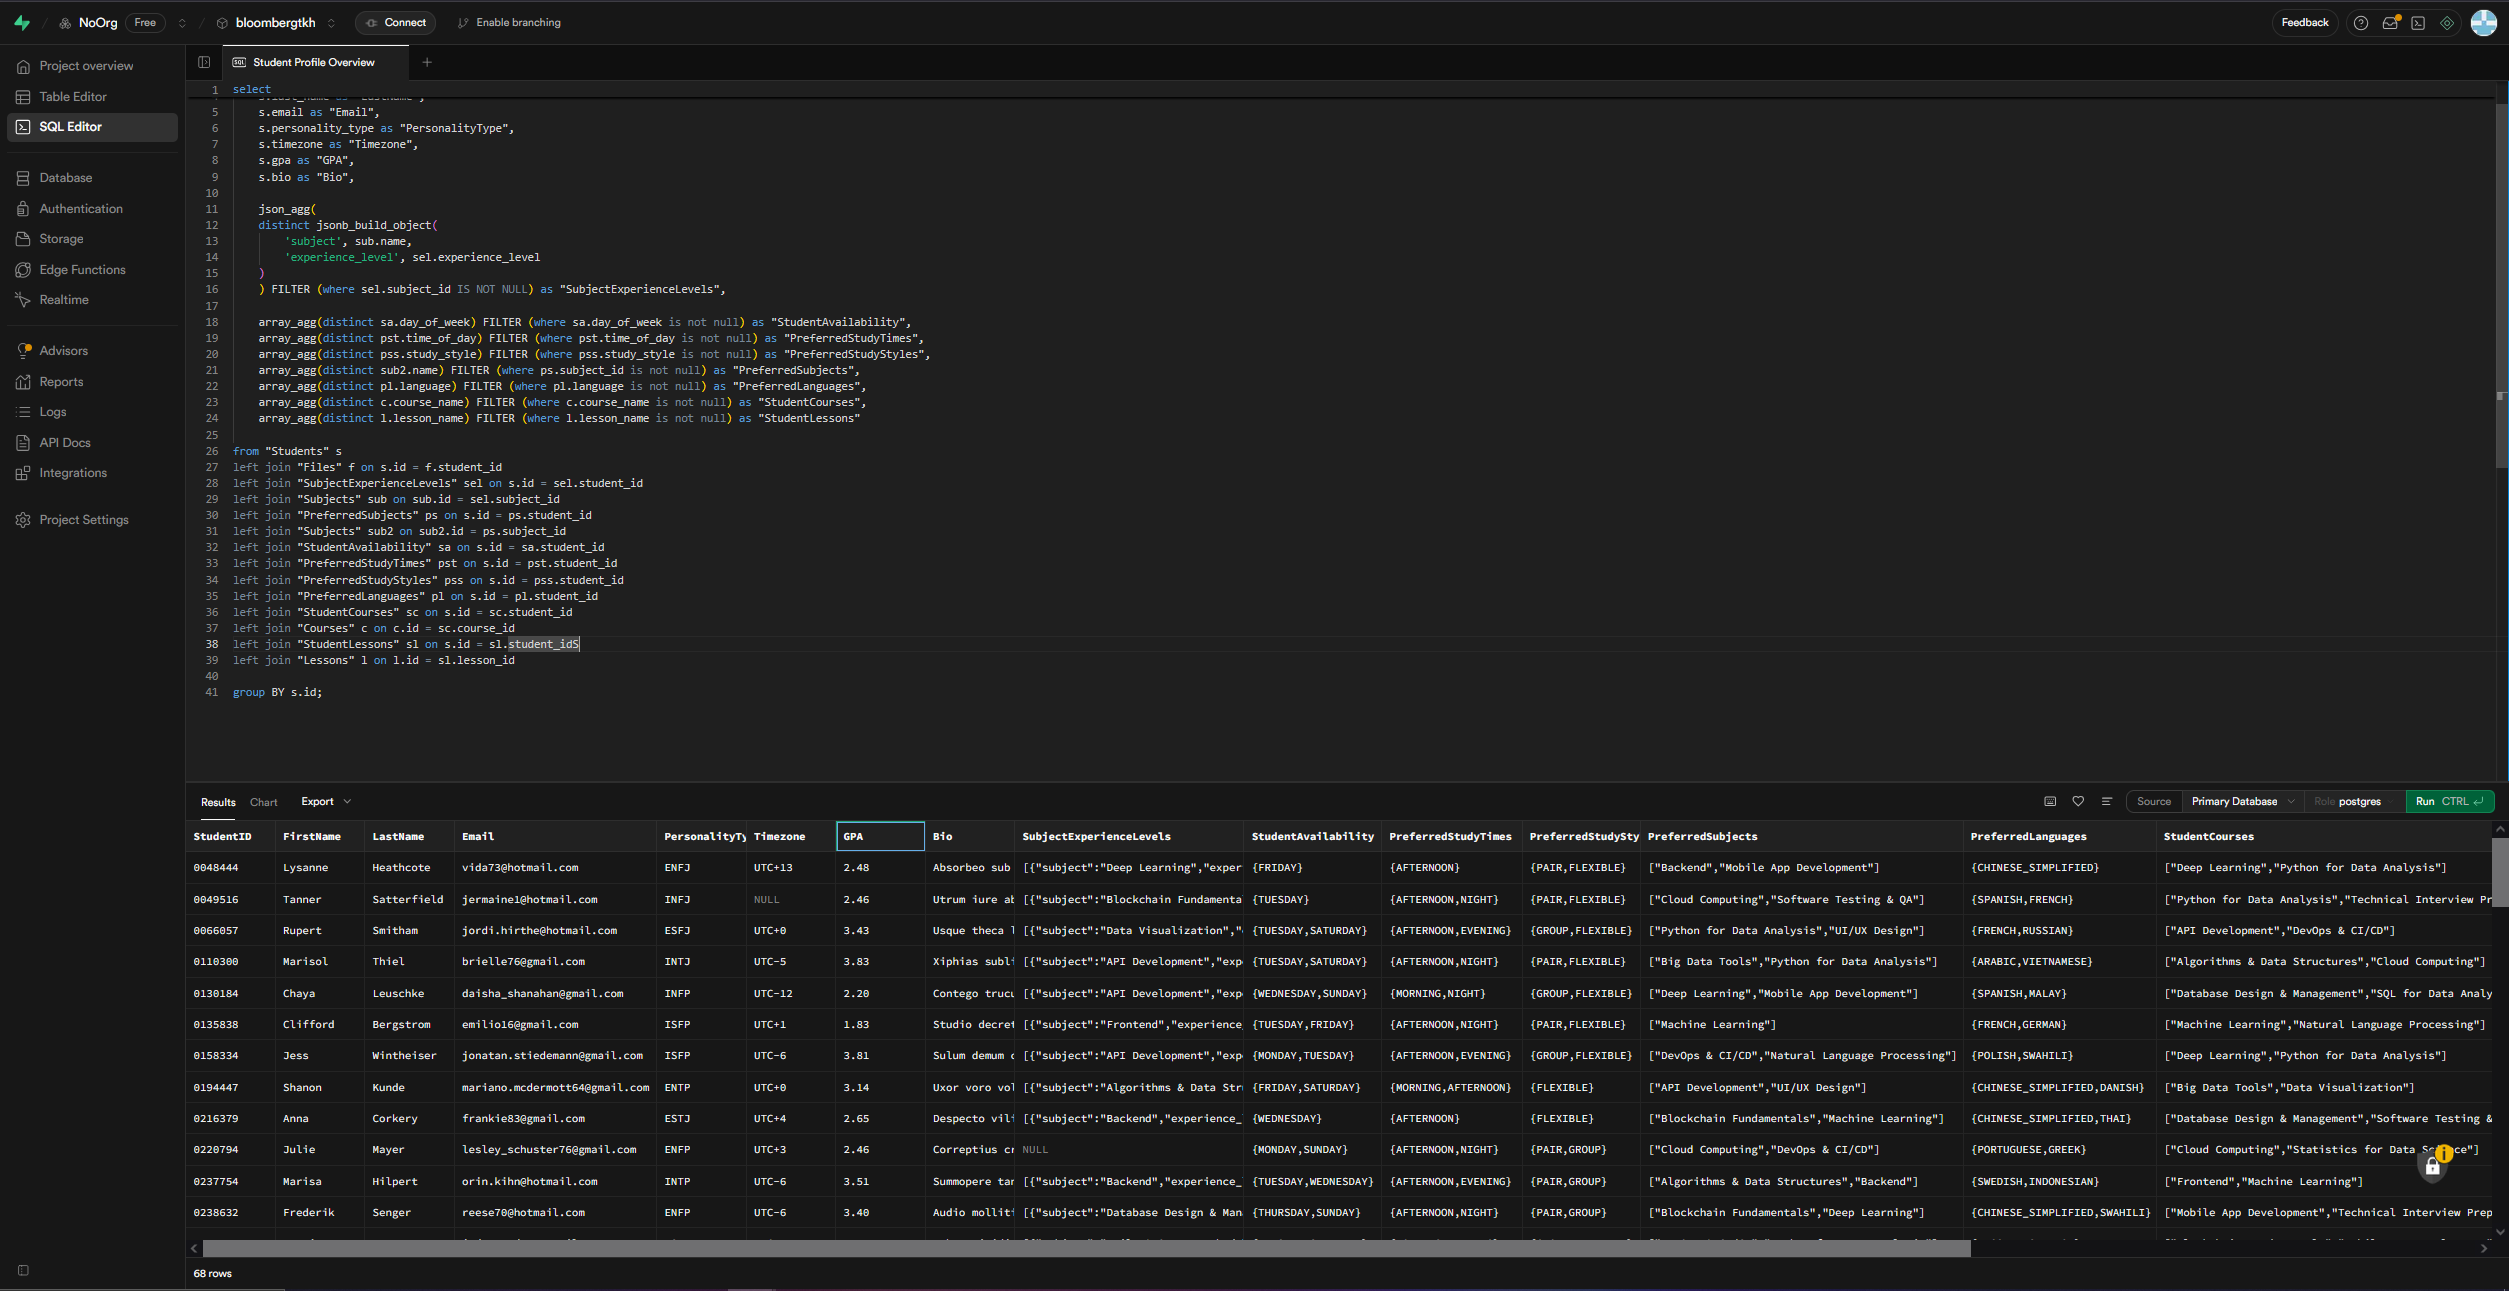 NoOrg Free bloombergtkh Connect Enable branching Feedback
Project overview
Table Editor
SQL Editor
Database
Authentication
Storage
Edge Functions
Realtime
Advisors
Reports
Logs
API Docs
Integrations
Project Settings
SQL Student Profile Overview
1 select
5 s.email as "Email",
6 s.personality_type as "PersonalityType",
7 s.timezone as "Timezone",
8 s.gpa as "GPA",
9 s.bio as "Bio",
10
11 json_agg(
12 distinct jsonb_build_object(
13 'subject', sub.name,
14 'experience_level', sel.experience_level
15 )
16 ) FILTER (where sel.subject_id IS NOT NULL) as "SubjectExperienceLevels",
17
18 array_agg(distinct sa.day_of_week) FILTER (where sa.day_of_week is not null) as "StudentAvailability",
19 array_agg(distinct pst.time_of_day) FILTER (where pst.time_of_day is not null) as "PreferredStudyTimes",
20 array_agg(distinct pss.study_style) FILTER (where pss.study_style is not null) as "PreferredStudyStyles",
21 array_agg(distinct sub2.name) FILTER (where ps.subject_id is not null) as "PreferredSubjects",
22 array_agg(distinct pl.language) FILTER (where pl.language is not null) as "PreferredLanguages",
23 array_agg(distinct c.course_name) FILTER (where c.course_name is not null) as "StudentCourses",
24 array_agg(distinct l.lesson_name) FILTER (where l.lesson_name is not null) as "StudentLessons"
25
26 from "Students" s
27 left join "Files" f on s.id = f.student_id
28 left join "SubjectExperienceLevels" sel on s.id = sel.student_id
29 left join "Subjects" sub on sub.id = sel.subject_id
30 left join "PreferredSubjects" ps on s.id = ps.student_id
31 left join "Subjects" sub2 on sub2.id = ps.subject_id
32 left join "StudentAvailability" sa on s.id = sa.student_id
33 left join "PreferredStudyTimes" pst on s.id = pst.student_id
34 left join "PreferredStudyStyles" pss on s.id = pss.student_id
35 left join "PreferredLanguages" pl on s.id = pl.student_id
36 left join "StudentCourses" sc on s.id = sc.student_id
37 left join "Courses" c on c.id = sc.course_id
38 left join "StudentLessons" sl on s.id = sl.student_idS
39 left join "Lessons" l on l.id = sl.lesson_id
40
41 group BY s.id;
Results Chart Export Source Primary Database Role postgres Run CTRL
StudentID FirstName LastName Email PersonalityTy Timezone GPA Bio SubjectExperienceLevels StudentAvailability PreferredStudyTimes PreferredStudySty PreferredSubjects PreferredLanguages StudentCourses
0048444 Lysanne Heathcote vida73@hotmail.com ENFJ UTC+13 2.48 Absorbeo sub [{"subject":"Deep Learning","exper {FRIDAY} {AFTERNOON} {PAIR,FLEXIBLE} ["Backend","Mobile App Development"] {CHINESE_SIMPLIFIED} ["Deep Learning","Python for Data Analysis"]
0049516 Tanner Satterfield jermaine1@hotmail.com INFJ NULL 2.46 Utrum iure ab [{"subject":"Blockchain Fundamenta {TUESDAY} {AFTERNOON,NIGHT} {PAIR,FLEXIBLE} ["Cloud Computing","Software Testing & QA"] {SPANISH,FRENCH} ["Python for Data Analysis","Technical Interview Pr
0066057 Rupert Smitham jordi.hirthe@hotmail.com ESFJ UTC+0 3.43 Usque theca l [{"subject":"Data Visualization"," {TUESDAY,SATURDAY} {AFTERNOON,EVENING} {GROUP,FLEXIBLE} ["Python for Data Analysis","UI/UX Design"] {FRENCH,RUSSIAN} ["API Development","DevOps & CI/CD"]
0110300 Marisol Thiel brielle76@gmail.com INTJ UTC-5 3.83 Xiphias subli [{"subject":"API Development","exp {TUESDAY,SATURDAY} {AFTERNOON,NIGHT} {PAIR,FLEXIBLE} ["Big Data Tools","Python for Data Analysis"] {ARABIC,VIETNAMESE} ["Algorithms & Data Structures","Cloud Computing"]
0130184 Chaya Leuschke daisha_shanahan@gmail.com INFP UTC-12 2.20 Contego trucu [{"subject":"API Development","exp {WEDNESDAY,SUNDAY} {MORNING,NIGHT} {GROUP,FLEXIBLE} ["Deep Learning","Mobile App Development"] {SPANISH,MALAY} ["Database Design & Management","SQL for Data Analy
0135838 Clifford Bergstrom emilio16@gmail.com ISFP UTC+1 1.83 Studio decret [{"subject":"Frontend","experience_ {TUESDAY,FRIDAY} {AFTERNOON,NIGHT} {PAIR,FLEXIBLE} ["Machine Learning"] {FRENCH,GERMAN} ["Machine Learning","Natural Language Processing"]
0158334 Jess Wintheiser jonatan.stiedemann@gmail.com ISFP UTC-6 3.81 Sulum demum c [{"subject":"API Development","exp {MONDAY,TUESDAY} {AFTERNOON,EVENING} {GROUP,FLEXIBLE} ["DevOps & CI/CD","Natural Language Processing"] {POLISH,SWAHILI} ["Deep Learning","Python for Data Analysis"]
0194447 Shanon Kunde mariano.mcdermott64@gmail.com ENTP UTC+0 3.14 Uxor voro vol [{"subject":"Algorithms & Data Str {FRIDAY,SATURDAY} {MORNING,AFTERNOON} {FLEXIBLE} ["API Development","UI/UX Design"] {CHINESE_SIMPLIFIED,DANISH} ["Big Data Tools","Data Visualization"]
0216379 Anna Corkery frankie83@gmail.com ESTJ UTC+4 2.65 Despecto vili [{"subject":"Backend","experience_ {WEDNESDAY} {AFTERNOON} {FLEXIBLE} ["Blockchain Fundamentals","Machine Learning"] {CHINESE_SIMPLIFIED,THAI} ["Database Design & Management","Software Testing &
0220794 Julie Mayer lesley_schuster76@gmail.com ENFP UTC+3 2.46 Correptius cr NULL {MONDAY,SUNDAY} {AFTERNOON,NIGHT} {PAIR,GROUP} ["Cloud Computing","DevOps & CI/CD"] {PORTUGUESE,GREEK} ["Cloud Computing","Statistics for Data Science"]
0237754 Marisa Hilpert orin.kihn@hotmail.com INTP UTC-6 3.51 Summopere tar [{"subject":"Backend","experience_ {TUESDAY,WEDNESDAY} {AFTERNOON,EVENING} {PAIR,GROUP} ["Algorithms & Data Structures","Backend"] {SWEDISH,INDONESIAN} ["Frontend","Machine Learning"]
0238632 Frederik Senger reese70@hotmail.com ENFP UTC-6 3.40 Audio molliti [{"subject":"Database Design & Man {THURSDAY,SUNDAY} {AFTERNOON,NIGHT} {PAIR,GROUP} ["Blockchain Fundamentals","Deep Learning"] {CHINESE_SIMPLIFIED,SWAHILI} ["Mobile App Development","Technical Interview Prep
68 rows